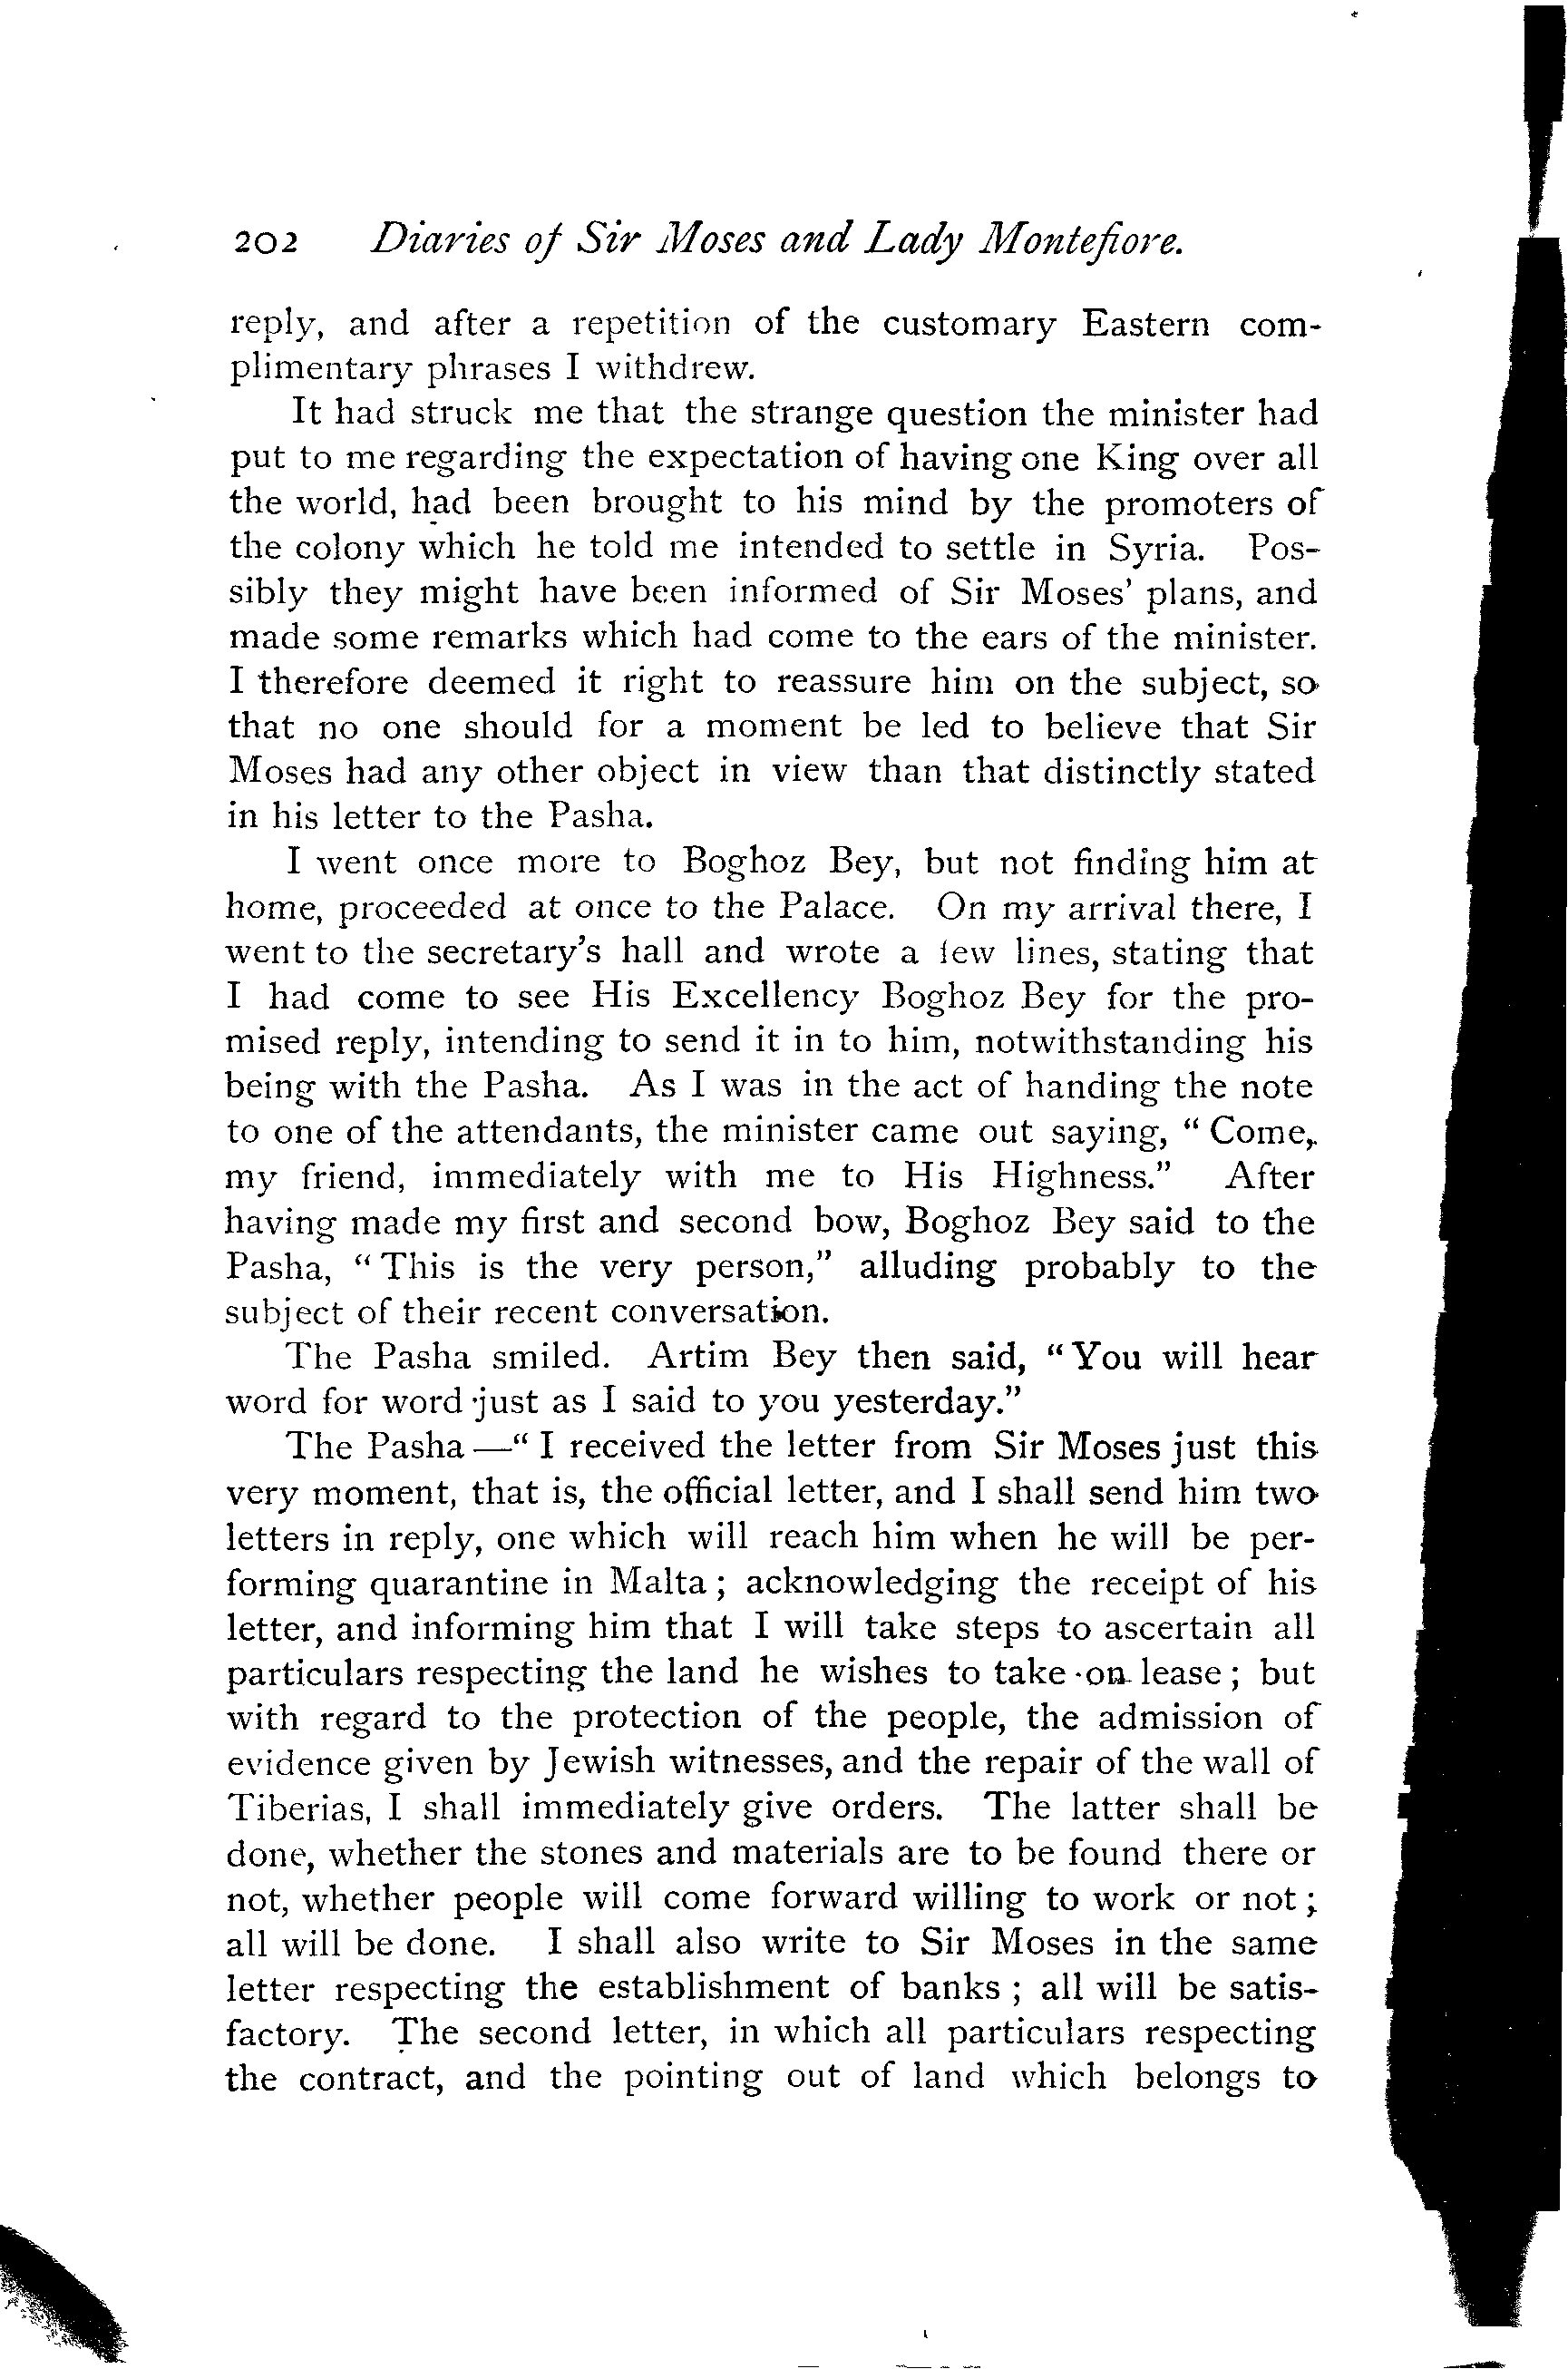 202 Diaries of Sir Moses and Lady Montefiore.
reply, and after a repetition of the customary Eastern com-
plimentary phrases I withdrew.
It had struck me that the strange question the minister had
put to me regarding the expectation of having one King over all
the world, had been brought to his mind by the promoters of
the colony which he told me intended to settle in Syria. Pos-
sibly they might have been informed of Sir Moses' plans, and
made some remarks which had come to the ears of the minister.
I therefore deemed it right to reassure him on the subject, so
that no one should for a moment be led to believe that Sir
Moses had any other object in view than that distinctly stated
in his letter to the Pasha.
I went once more to Boghoz Bey, but not finding him at
home, proceeded at once to the Palace. On my arrival there, I
went to the secretary's hall and wrote a few lines, stating that
I had come to see His Excellency Boghoz Bey for the pro-
mised reply, intending to send it in to him, notwithstanding his
being with the Pasha. As I was in the act of handing the note
to one of the attendants, the minister came out saying, "Come,
my friend, immediately with me to His Highness." After
having made my first and second bow, Boghoz Bey said to the
Pasha, "This is the very person," alluding probably to the
subject of their recent conversation.
The Pasha smiled. Artim Bey then said, "You will hear
word for word just as I said to you yesterday."
The Pasha—"I received the letter from Sir Moses just this
very moment, that is, the official letter, and I shall send him two
letters in reply, one which will reach him when he will be per-
forming quarantine in Malta; acknowledging the receipt of his
letter, and informing him that I will take steps to ascertain all
particulars respecting the land he wishes to take on lease; but
with regard to the protection of the people, the admission of
evidence given by Jewish witnesses, and the repair of the wall of
Tiberias, I shall immediately give orders. The latter shall be
done, whether the stones and materials are to be found there or
not, whether people will come forward willing to work or not;
all will be done. I shall also write to Sir Moses in the same
letter respecting the establishment of banks; all will be satis-
factory. The second letter, in which all particulars respecting
the contract, and the pointing out of land which belongs to